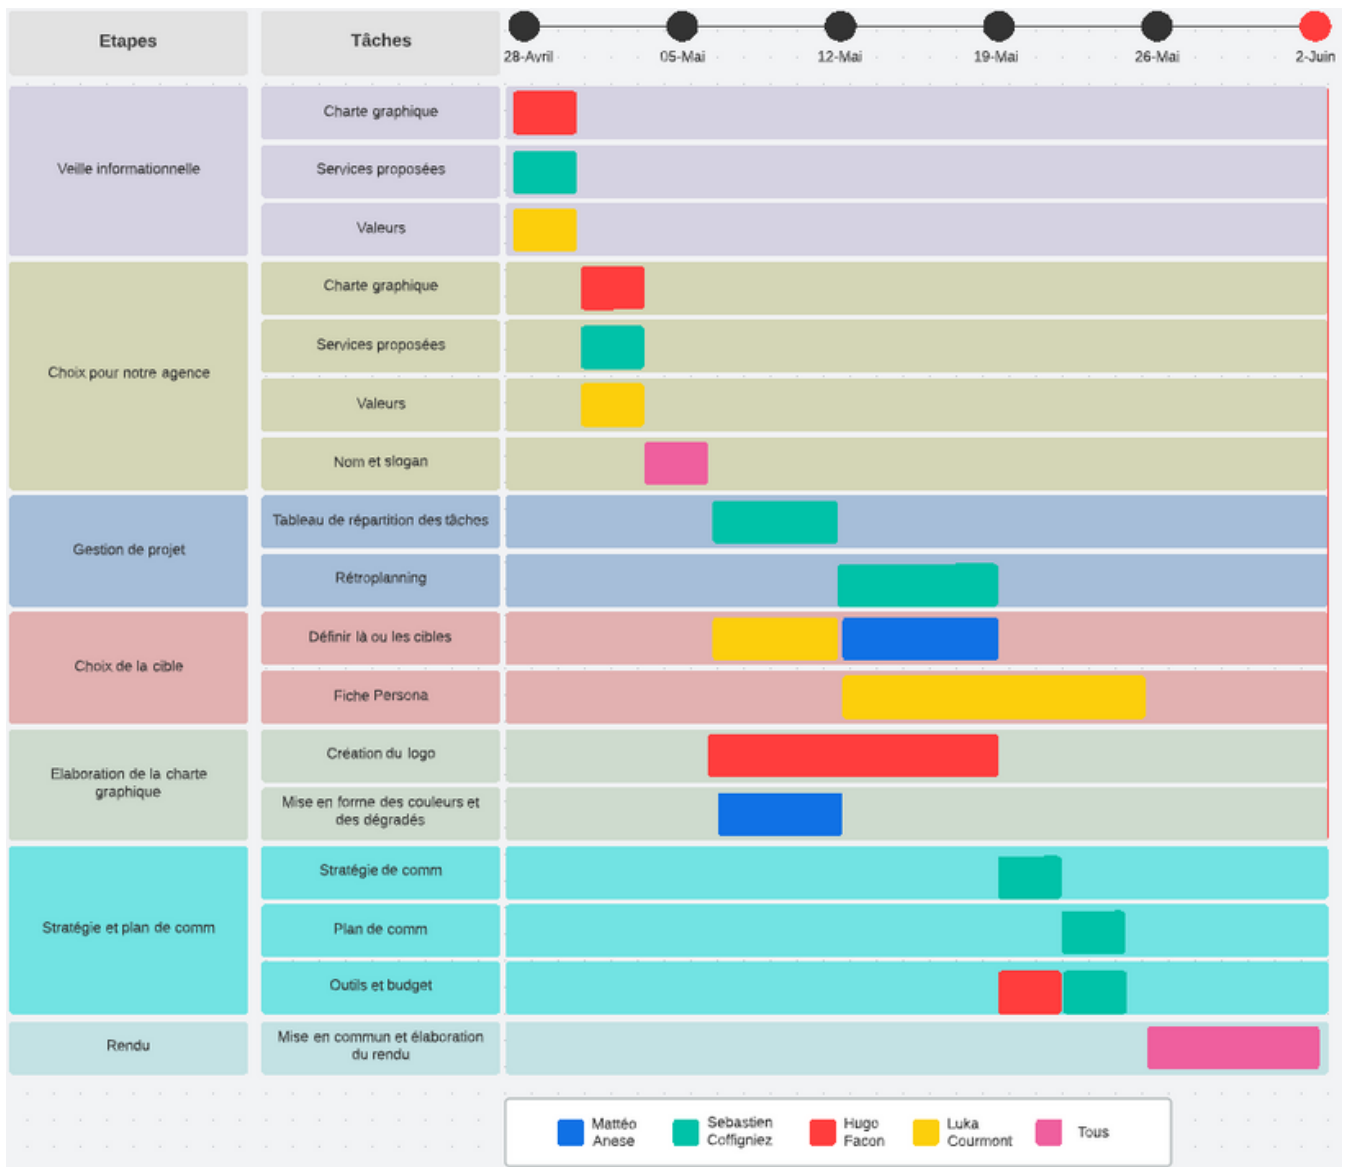 Etapes
Tâches
28-Avril
05-Mai
12-Mai
19-Mai
26-Mai
2-Juin
Veille informationnelle
Charte graphique
Services proposées
Valeurs
Choix pour notre agence
Charte graphique
Services proposées
Valeurs
Nom et slogan
Gestion de projet
Tableau de répartition des tâches
Rétroplanning
Choix de la cible
Définir là ou les cibles
Fiche Persona
Elaboration de la charte
graphique
Création du logo
Mise en forme des couleurs et
des dégradés
Stratégie et plan de comm
Stratégie de comm
Plan de comm
Outils et budget
Rendu
Mise en commun et élaboration
du rendu
Mattéo
Anese
Sebastien
Coffigniez
Hugo
Facon
Luka
Courmont
Tous